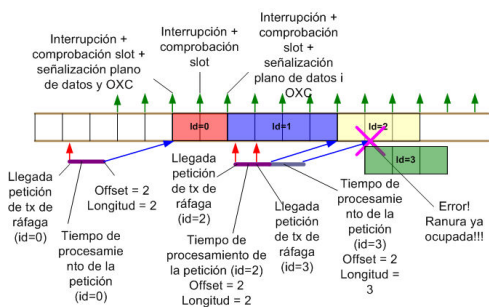 Interrupción +
comprobación slot +
señalización plano
de datos y OXC
Interrupción +
comprobación
slot
Interrupción +
comprobación
slot +
señalización
plano de datos i
OXC
Id=0
Id=1
Id=2
Id=3
Llegada
petición
de tx de
ráfaga
(id=0)
Offset = 2
Longitud = 2
Tiempo de
procesamie
nto de la
petición
(id=0)
Llegada
petición
de tx de
ráfaga
(id=2)
Tiempo de
procesamiento de
la petición (id=2)
Offset = 2
Longitud = 2
Llegada
petición
de tx de
ráfaga
(id=3)
Tiempo de
procesamie
nto de la
petición
(id=3)
Offset = 2
Longitud =
3
Error!
Ranura ya
ocupada!!!